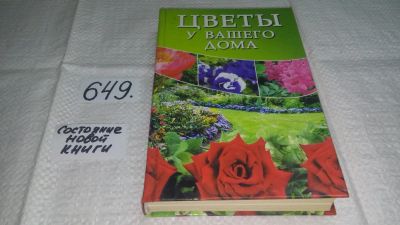 649.
состояние
новой
книги
ЦВЕТЫ
У ВАШЕГО
ДОМА